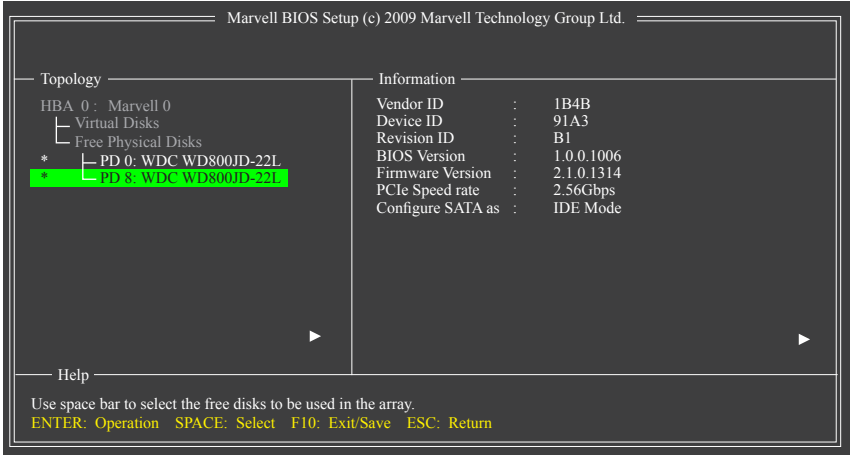 Marvell BIOS Setup (c) 2009 Marvell Technology Group Ltd.
Topology
HBA 0 : Marvell 0
Virtual Disks
Free Physical Disks
* PD 0: WDC WD800JD-22L
* PD 8: WDC WD800JD-22L
Information
Vendor ID : 1B4B
Device ID : 91A3
Revision ID : B1
BIOS Version : 1.0.0.1006
Firmware Version : 2.1.0.1314
PCIe Speed rate : 2.56Gbps
Configure SATA as : IDE Mode
Help
Use space bar to select the free disks to be used in the array.
ENTER: Operation SPACE: Select F10: Exit/Save ESC: Return